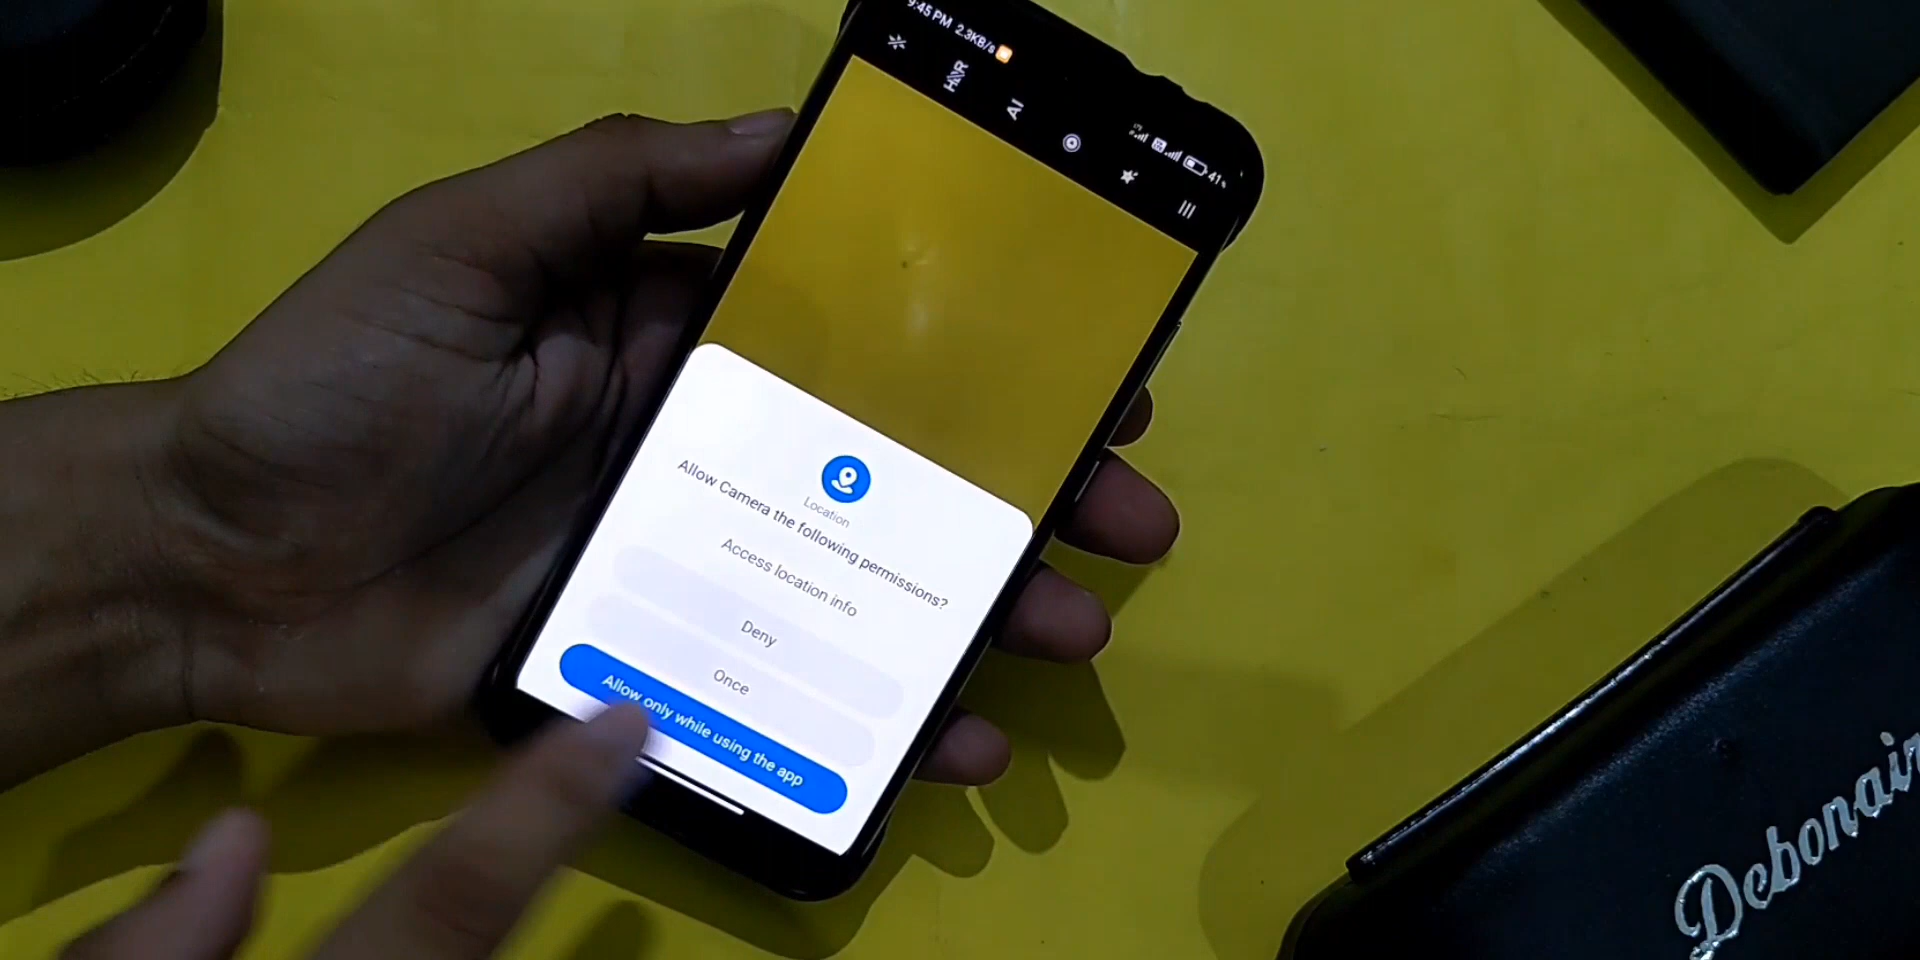 9:45 PM 2.3KB/s
41%
HDR
AI
Location
Allow Camera the following permissions?
Access location info
Deny
Once
Allow only while using the app
Debonair